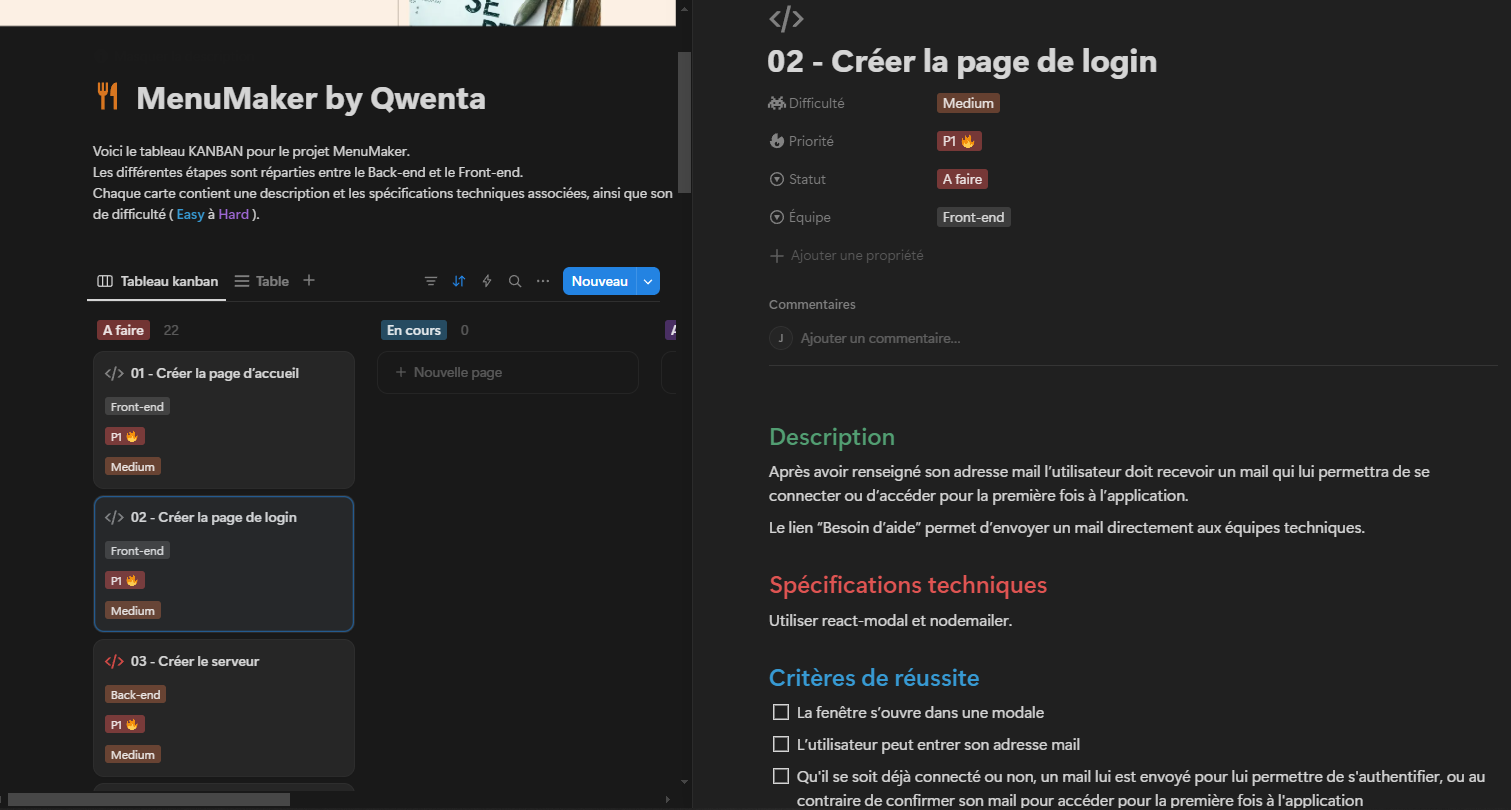 SE
MenuMaker by Qwenta
Voici le tableau KANBAN pour le projet MenuMaker.
Les différentes étapes sont réparties entre le Back-end et le Front-end.
Chaque carte contient une description et les spécifications techniques associées, ainsi que son
de difficulté ( Easy à Hard ).
Tableau kanban
Table
Nouveau
A faire 22
01 - Créer la page d’accueil
Front-end
P1
Medium
02 - Créer la page de login
Front-end
P1
Medium
03 - Créer le serveur
Back-end
P1
Medium
En cours 0
+ Nouvelle page
A
</> 
02 - Créer la page de login
Difficulté Medium
Priorité P1 🔥
Statut A faire
Équipe Front-end
+ Ajouter une propriété
Commentaires
J Ajouter un commentaire...
Description
Après avoir renseigné son adresse mail l’utilisateur doit recevoir un mail qui lui permettra de se
connecter ou d’accéder pour la première fois à l’application.
Le lien “Besoin d’aide” permet d’envoyer un mail directement aux équipes techniques.
Spécifications techniques
Utiliser react-modal et nodemailer.
Critères de réussite
La fenêtre s’ouvre dans une modale
L’utilisateur peut entrer son adresse mail
Qu'il se soit déjà connecté ou non, un mail lui est envoyé pour lui permettre de s'authentifier, ou au
contraire de confirmer son mail pour accéder pour la première fois à l'application